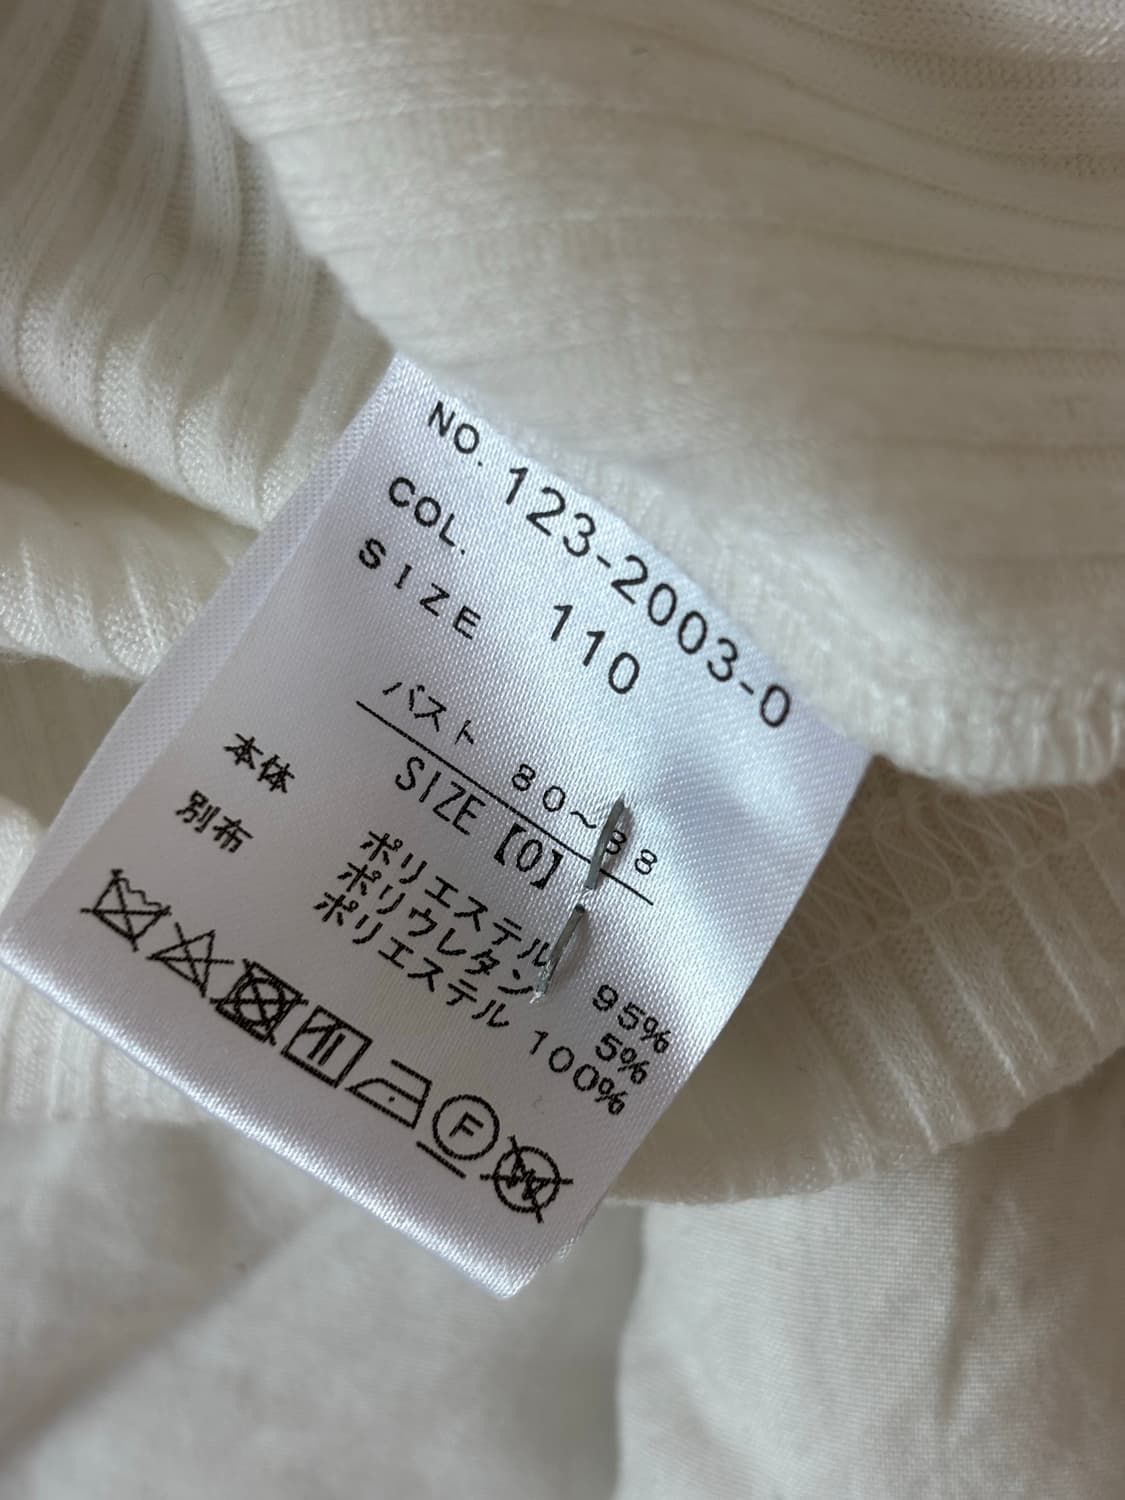 NO. 123-2003-0
COL. 110
SIZE
バスト 80~88
SIZE【0】
本体 ポリエステル 95%
ポリウレタン 5%
別布 ポリエステル 100%
F
W